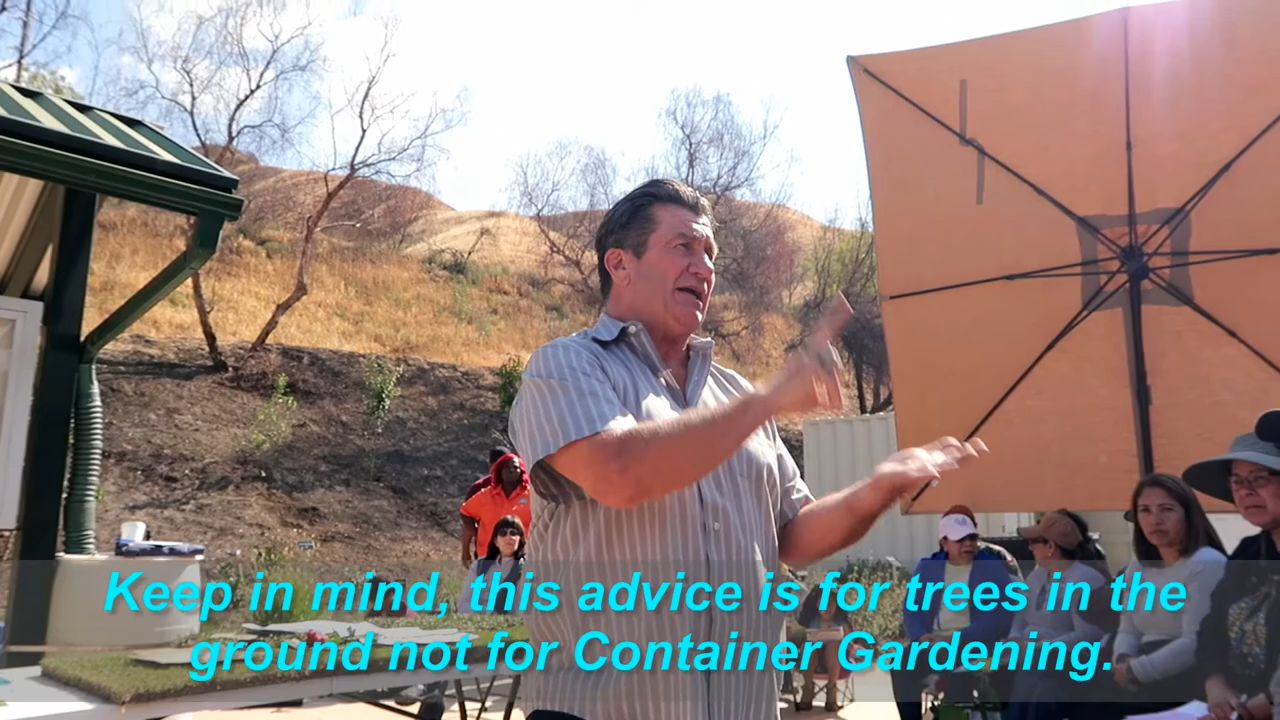 Keep in mind, this advice is for trees in the
ground not for Container Gardening.